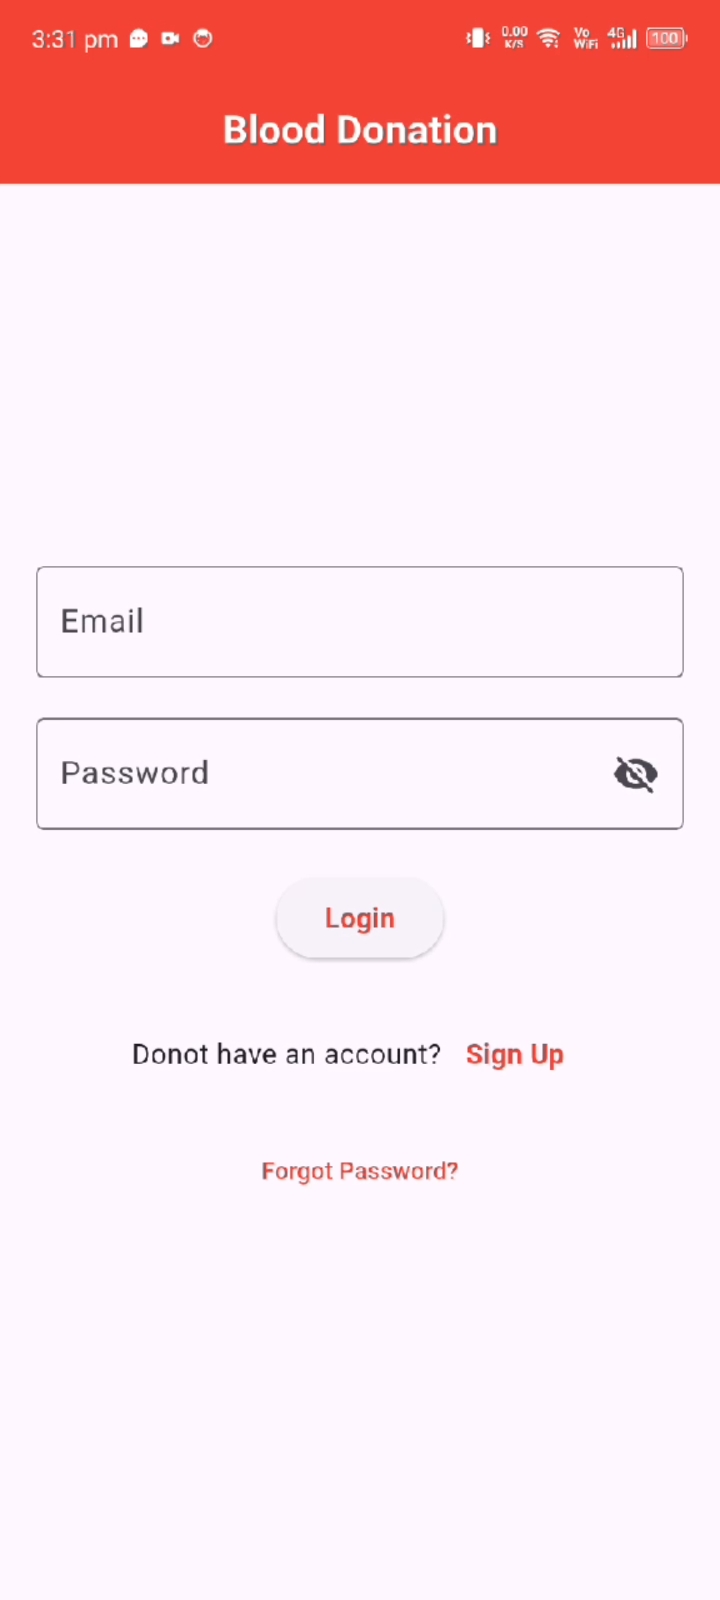 3:31 pm 0.00 K/S Vo WiFi 4G 100
Blood Donation
Email
Password
Login
Donot have an account? Sign Up
Forgot Password?